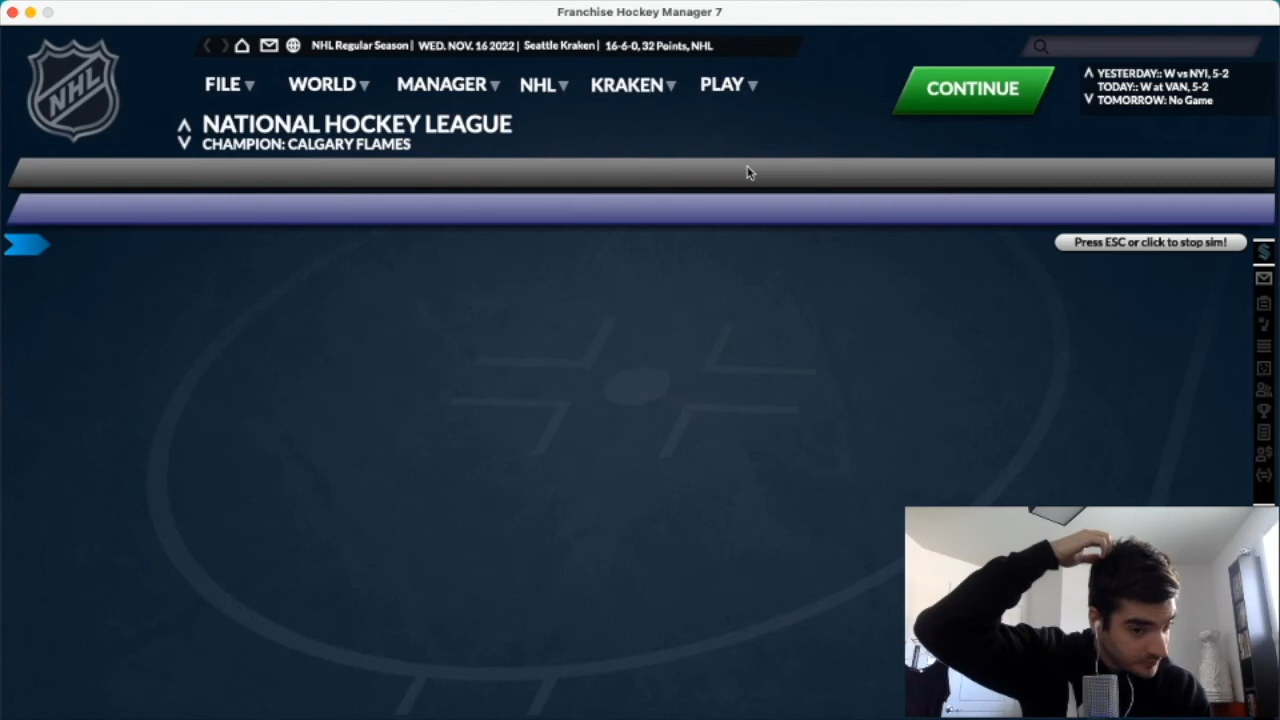 Franchise Hockey Manager 7
NHL Regular Season | WED. NOV. 16 2022 | Seattle Kraken | 16-6-0, 32 Points, NHL
FILE WORLD MANAGER NHL KRAKEN PLAY
CONTINUE
YESTERDAY:: W vs NYI, 5-2
TODAY:: W at VAN, 5-2
TOMORROW: No Game
NHL
NATIONAL HOCKEY LEAGUE
CHAMPION: CALGARY FLAMES
Press ESC or click to stop sim!
$